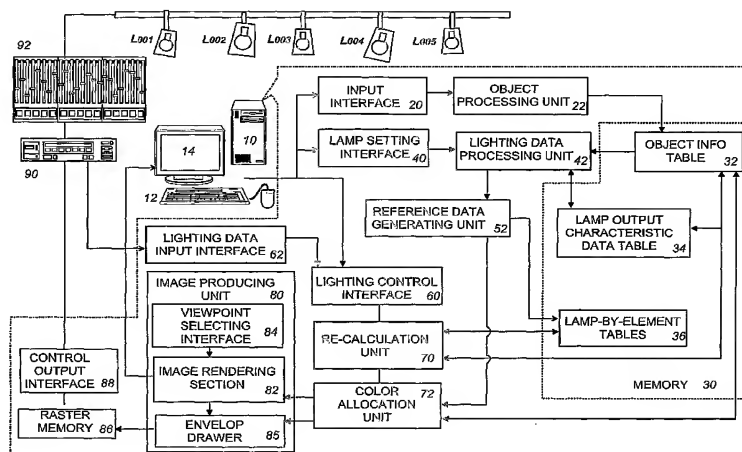 L001
L002
L003
L004
L005
92
90
14
10
12
INPUT
INTERFACE 20
OBJECT
PROCESSING UNIT 22
LAMP SETTING
INTERFACE 40
LIGHTING DATA
PROCESSING
UNIT 42
OBJECT INFO
TABLE 32
REFERENCE DATA
GENERATING UNIT
52
LAMP OUTPUT
CHARACTERISTIC
DATA TABLE 34
LIGHTING DATA
INPUT INTERFACE
62
LIGHTING CONTROL
INTERFACE 60
IMAGE PRODUCING
UNIT 80
VIEWPOINT
SELECTING
INTERFACE 84
RE-CALCULATION
UNIT 70
LAMP-BY-ELEMENT
TABLES 36
CONTROL
OUTPUT
INTERFACE 88
IMAGE RENDERING
SECTION 82
COLOR 72
ALLOCATION
UNIT
MEMORY 30
RASTER
MEMORY 86
ENVELOP
DRAWER 85